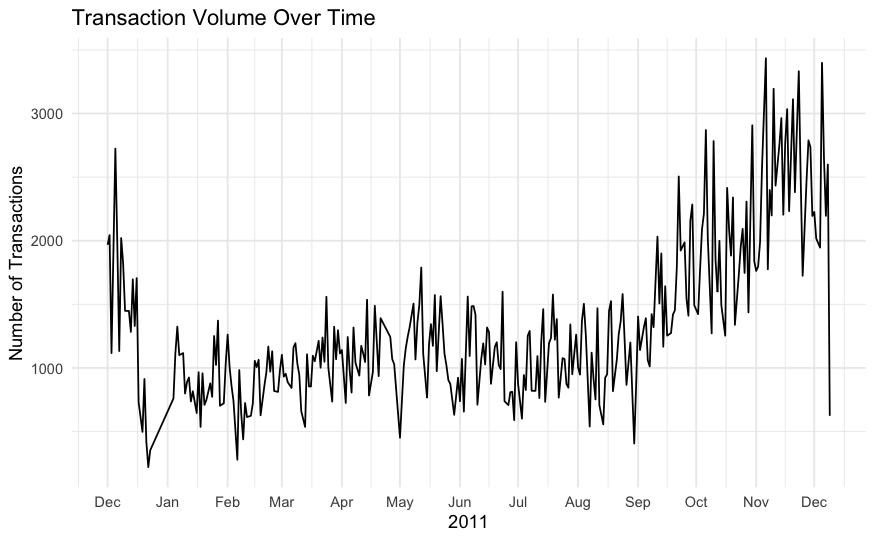 Transaction Volume Over Time
Number of Transactions
3000
2000
1000
Dec Jan Feb Mar Apr May Jun Jul Aug Sep Oct Nov Dec
2011